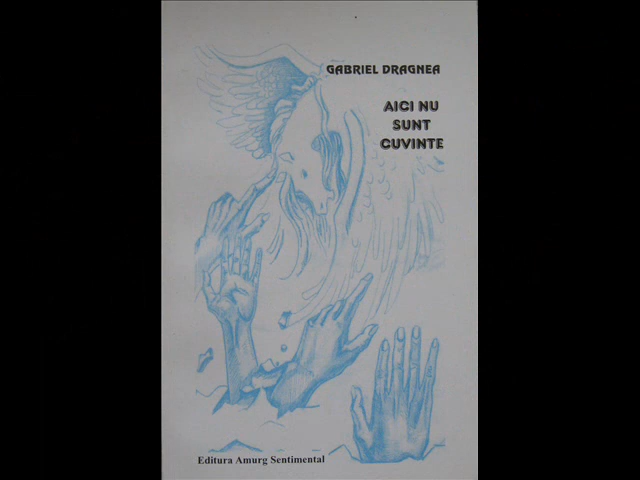 GABRIEL DRAGNEA
AICI NU
SUNT
CUVINTE
Editura Amurg Sentimental